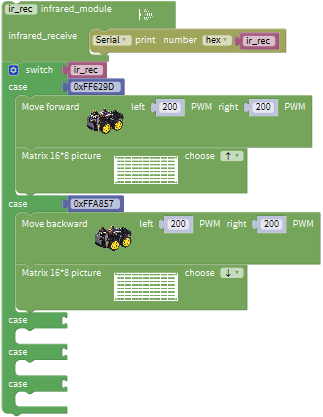 ir_rec infrared_module
infrared_receive Serial print number hex ir_rec
switch ir_rec
case 0xFF629D
Move forward left 200 PWM right 200 PWM
Matrix 16*8 picture choose ↑
case 0xFFA857
Move backward left 200 PWM right 200 PWM
Matrix 16*8 picture choose ↓
case
case
case